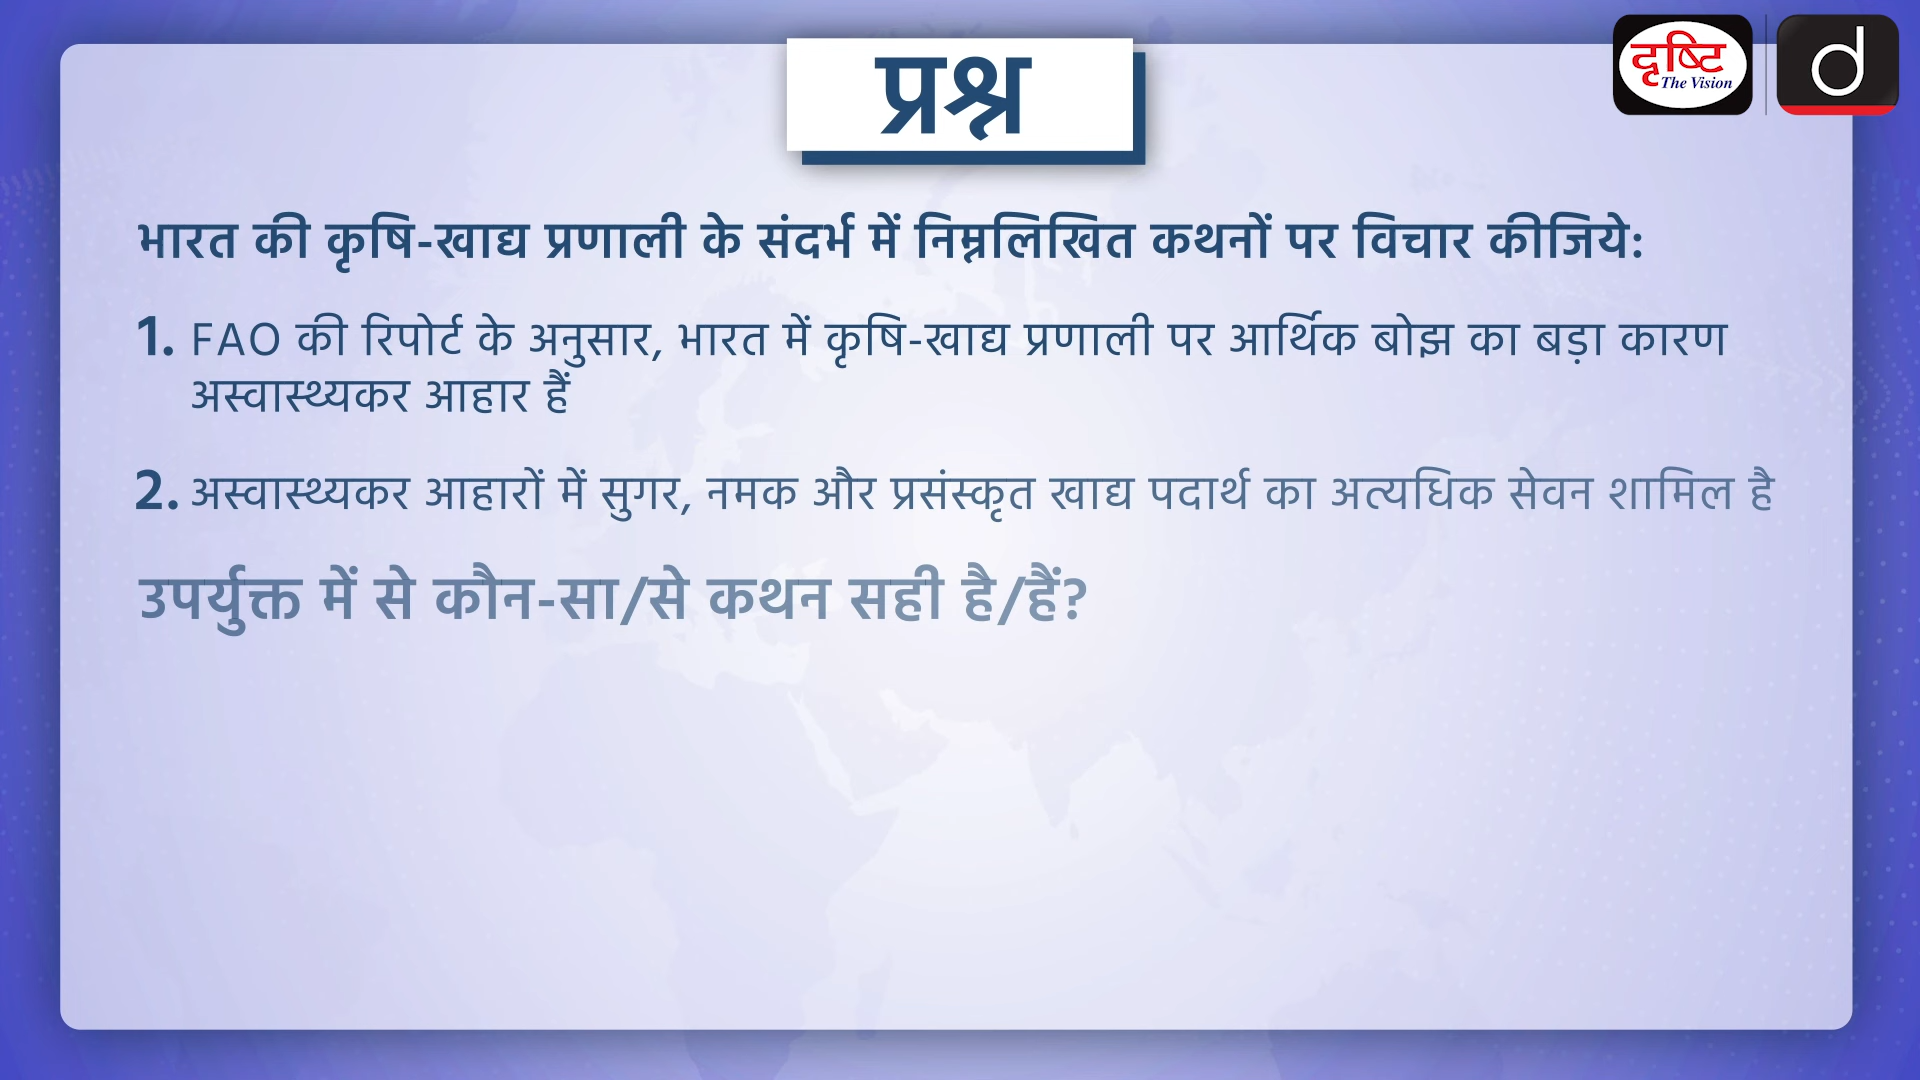 प्रश्न
दृष्टि
The Vision
d
भारत की कृषि-खाद्य प्रणाली के संदर्भ में निम्नलिखित कथनों पर विचार कीजिये:
1. FAO की रिपोर्ट के अनुसार, भारत में कृषि-खाद्य प्रणाली पर आर्थिक बोझ का बड़ा कारण
अस्वास्थ्यकर आहार हैं
2. अस्वास्थ्यकर आहारों में सुगर, नमक और प्रसंस्कृत खाद्य पदार्थ का अत्यधिक सेवन शामिल है
उपर्युक्त में से कौन-सा/से कथन सही है/हैं?